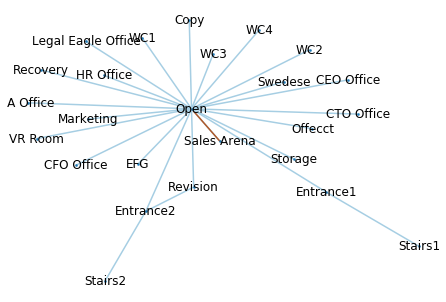 Copy
WC4
WC1
Legal Eagle Office
WC2
WC3
Recovery
HR Office
Swedese
CEO Office
A Office
Open
CTO Office
Marketing
Offecct
VR Room
Sales Arena
CFO Office
EFG
Storage
Revision
Entrance1
Entrance2
Stairs1
Stairs2